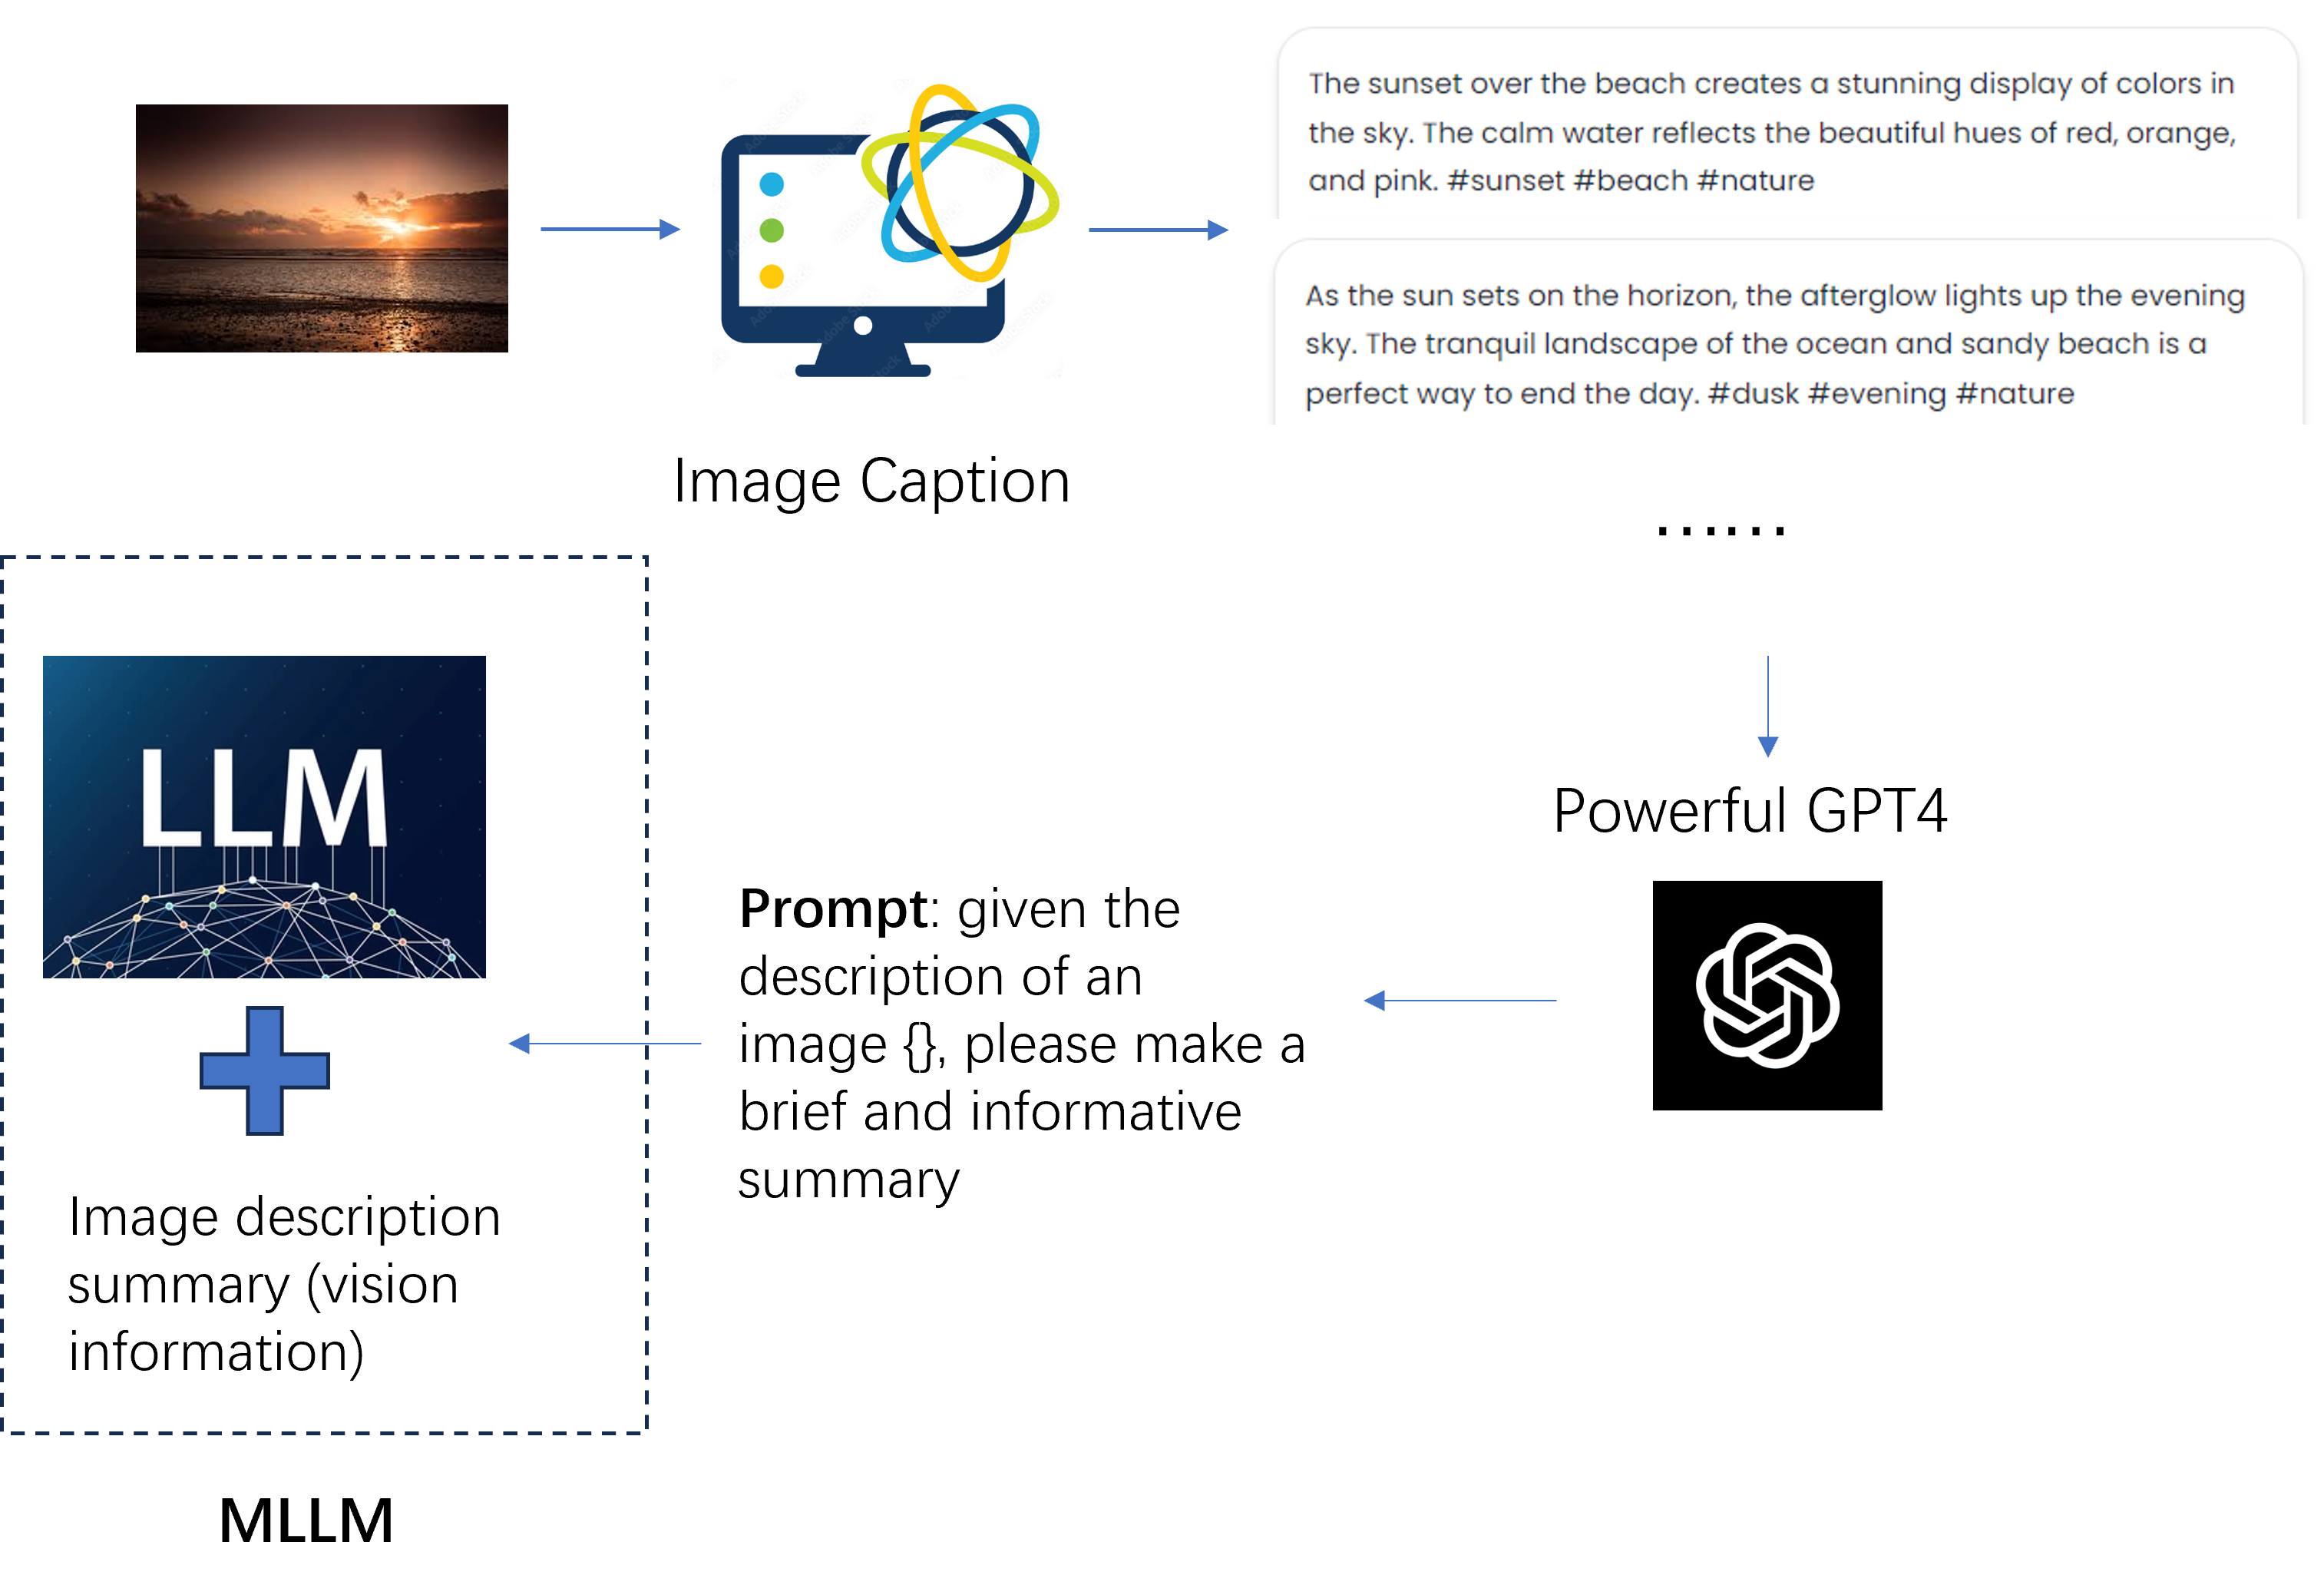 The sunset over the beach creates a stunning display of colors in
the sky. The calm water reflects the beautiful hues of red, orange,
and pink. #sunset #beach #nature
As the sun sets on the horizon, the afterglow lights up the evening
sky. The tranquil landscape of the ocean and sandy beach is a
perfect way to end the day. #dusk #evening #nature
Image Caption
......
Powerful GPT4
LLM
Prompt: given the
description of an
image {}, please make a
brief and informative
summary
Image description
summary (vision
information)
MLLM